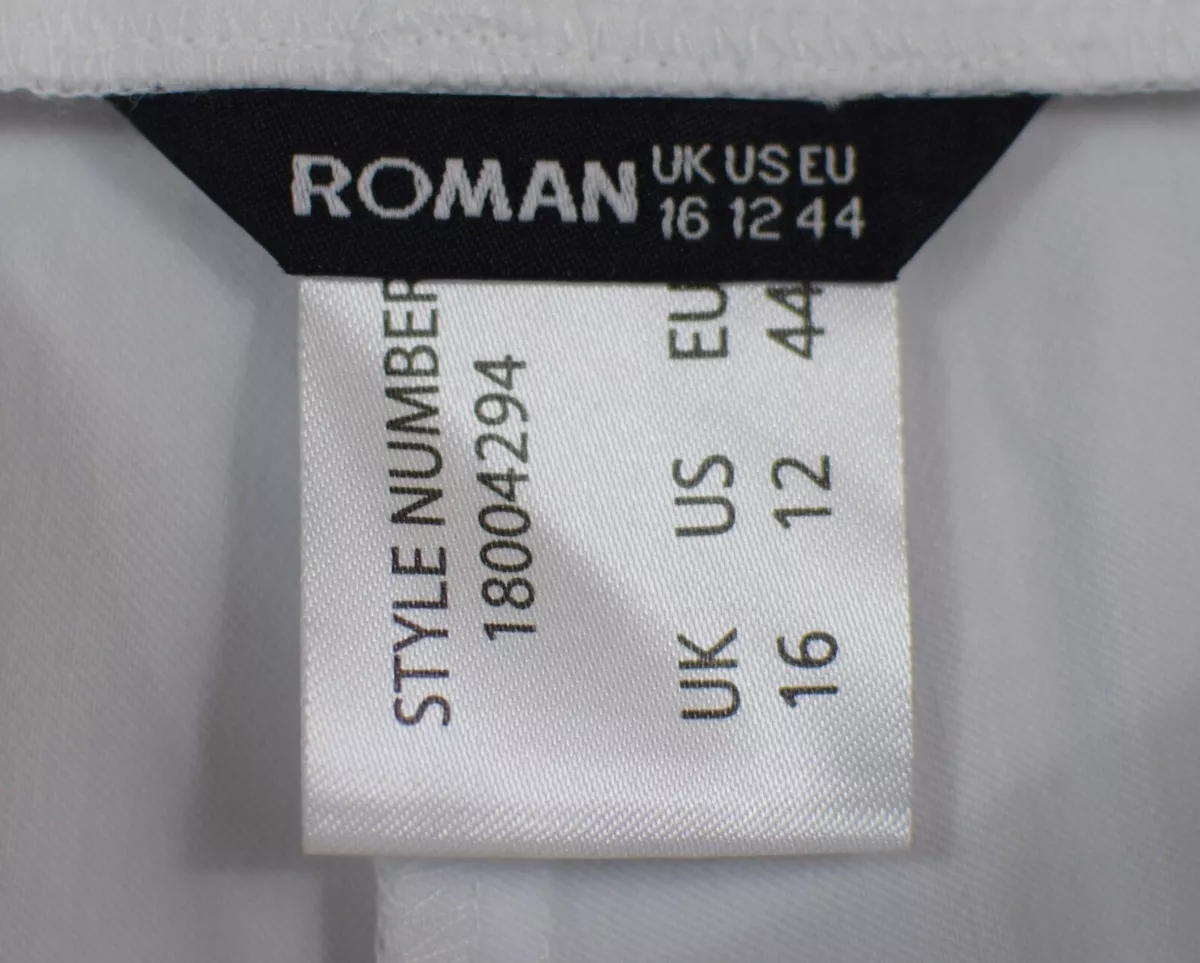 ROMAN
UK US EU
16 12 44
STYLE NUMBER
18004294
UK US EU
16 12 44